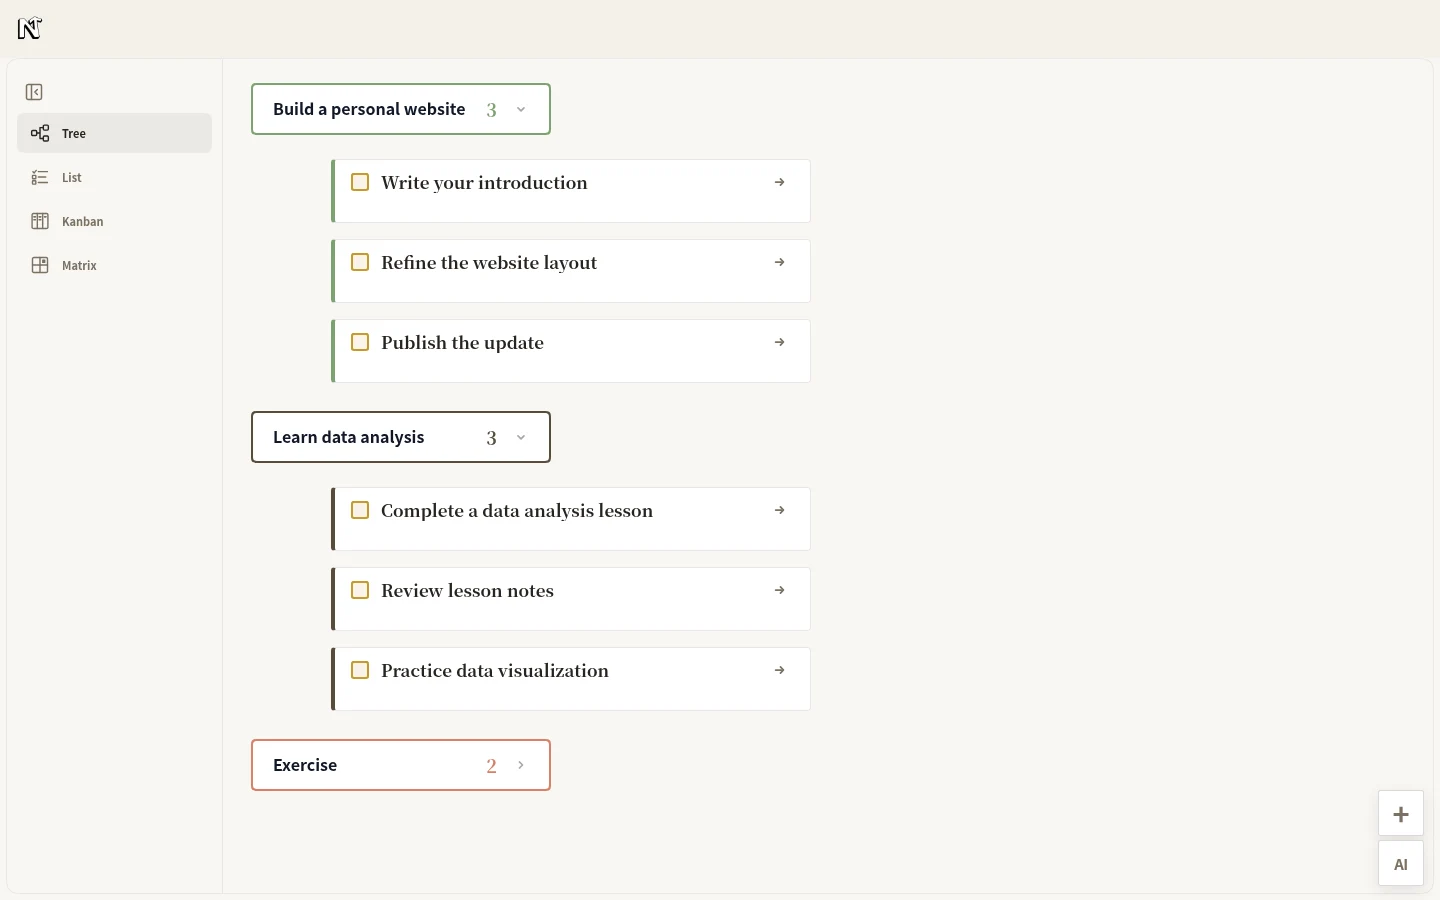 Tree
List
Kanban
Matrix
Build a personal website 3
Write your introduction
Refine the website layout
Publish the update
Learn data analysis 3
Complete a data analysis lesson
Review lesson notes
Practice data visualization
Exercise 2
+
AI